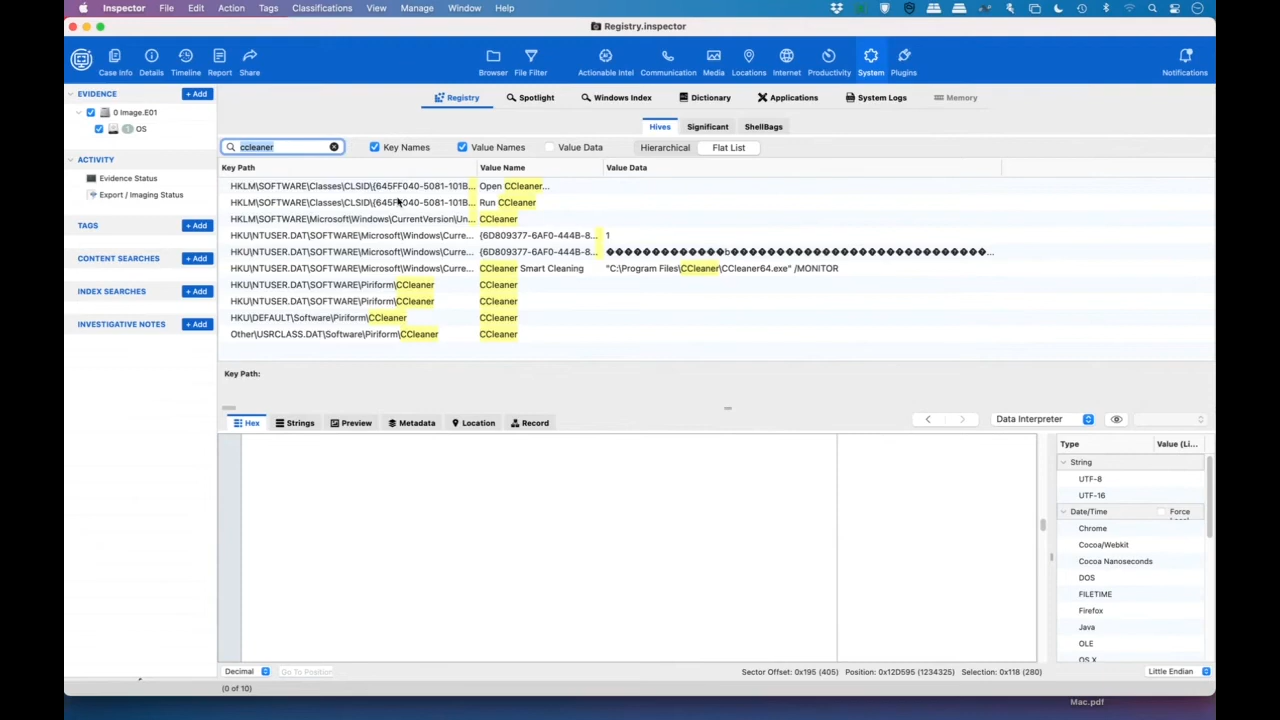 Inspector File Edit Action Tags Classifications View Manage Window Help
Registry.inspector
Case Info Details Timeline Report Share Browser File Filter Actionable Intel Communication Media Locations Internet Productivity System Plugins Notifications
EVIDENCE + Add
0 Image.E01
1 OS
ACTIVITY
Evidence Status
Export / Imaging Status
TAGS + Add
CONTENT SEARCHES + Add
INDEX SEARCHES + Add
INVESTIGATIVE NOTES + Add
Registry Spotlight Windows Index Dictionary Applications System Logs Memory
Hives Significant ShellBags
ccleaner Key Names Value Names Value Data Hierarchical Flat List
Key Path Value Name Value Data
HKLM\SOFTWARE\Classes\CLSID\{645FF040-5081-101B... Open CCleaner...
HKLM\SOFTWARE\Classes\CLSID\{645FF040-5081-101B... Run CCleaner
HKLM\SOFTWARE\Microsoft\Windows\CurrentVersion\Un... CCleaner
HKU\NTUSER.DAT\SOFTWARE\Microsoft\Windows\Curre... {6D809377-6AF0-444B-8... 1
HKU\NTUSER.DAT\SOFTWARE\Microsoft\Windows\Curre... {6D809377-6AF0-444B-8...
HKU\NTUSER.DAT\SOFTWARE\Microsoft\Windows\Curre... CCleaner Smart Cleaning "C:\Program Files\CCleaner\CCleaner64.exe" /MONITOR
HKU\NTUSER.DAT\SOFTWARE\Piriform\CCleaner CCleaner
HKU\NTUSER.DAT\SOFTWARE\Piriform\CCleaner CCleaner
HKU\DEFAULT\Software\Piriform\CCleaner CCleaner
Other\USRCLASS.DAT\Software\Piriform\CCleaner CCleaner
Key Path:
Hex Strings Preview Metadata Location Record Data Interpreter
Type Value (Li...
String
UTF-8
UTF-16
Date/Time Force
Chrome
Cocoa/Webkit
Cocoa Nanoseconds
DOS
FILETIME
Firefox
Java
OLE
OS X
Decimal Go To Position Sector Offset: 0x195 (405) Position: 0x12D595 (1234325) Selection: 0x118 (280) Little Endian
(0 of 10)
Mac.pdf